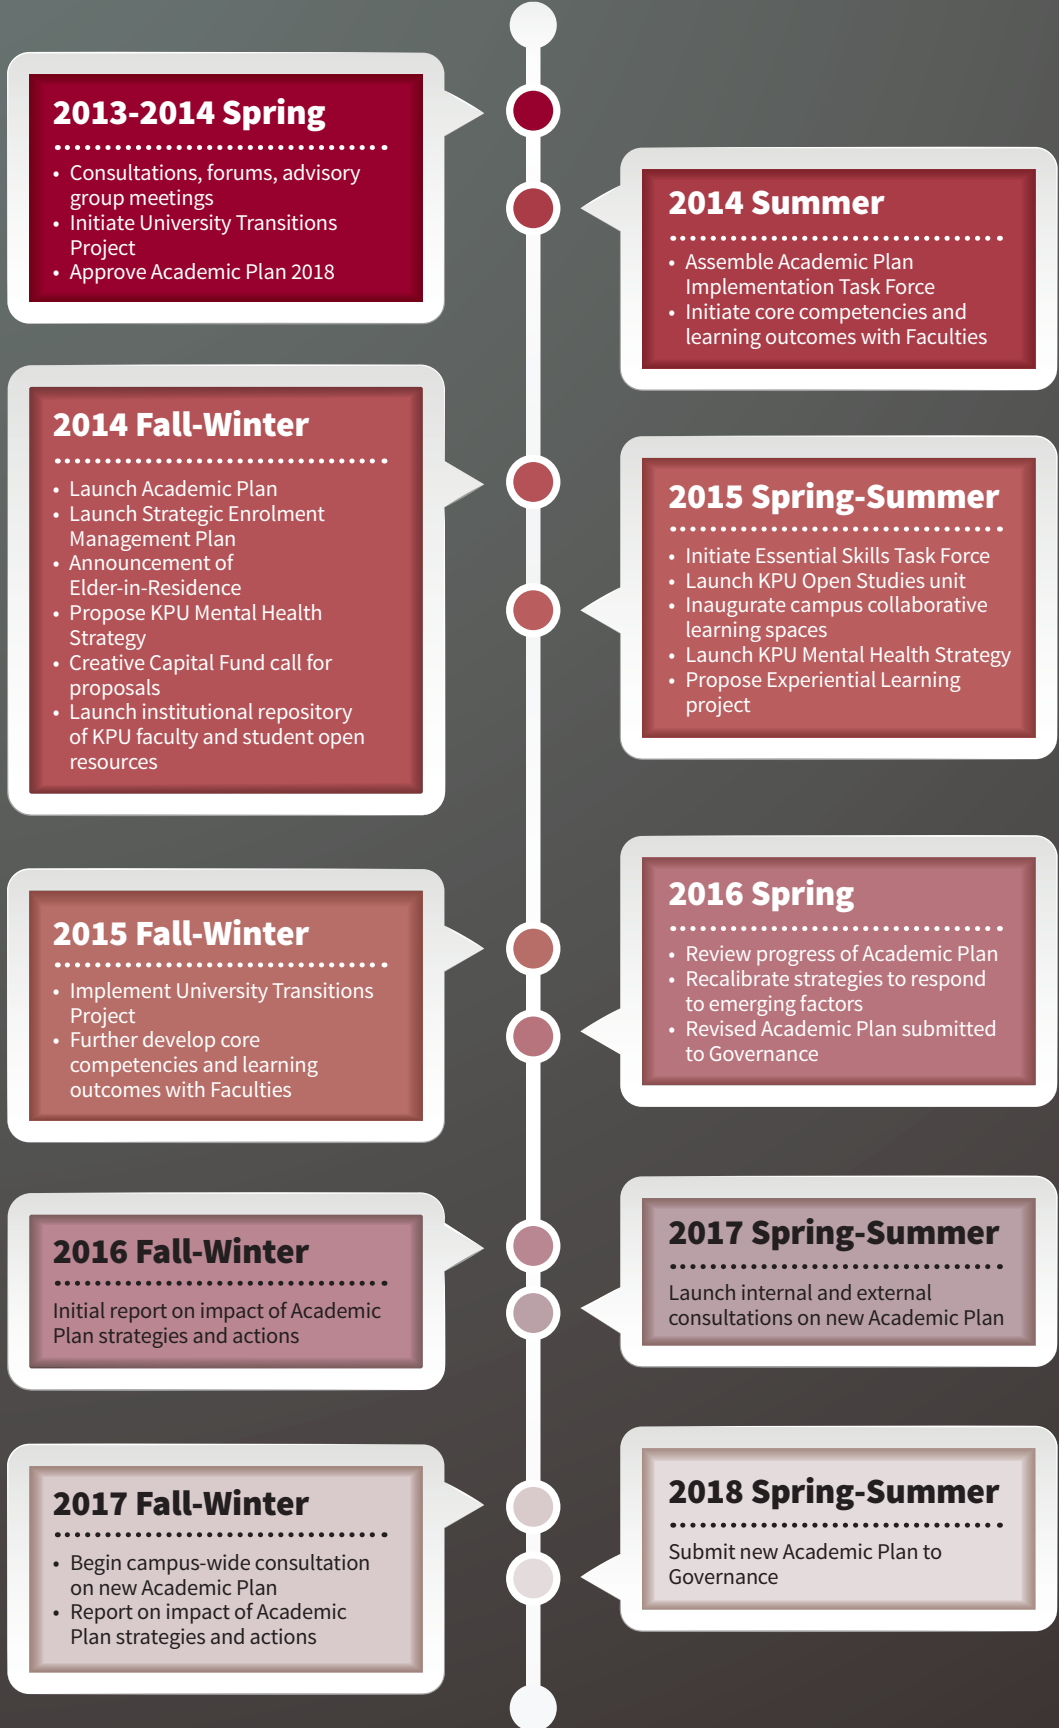 2013-2014 Spring
• Consultations, forums, advisory
group meetings
• Initiate University Transitions
Project
• Approve Academic Plan 2018
2014 Summer
• Assemble Academic Plan
Implementation Task Force
• Initiate core competencies and
learning outcomes with Faculties
2014 Fall-Winter
• Launch Academic Plan
• Launch Strategic Enrolment
Management Plan
• Announcement of
Elder-in-Residence
• Propose KPU Mental Health
Strategy
• Creative Capital Fund call for
proposals
• Launch institutional repository
of KPU faculty and student open
resources
2015 Spring-Summer
• Initiate Essential Skills Task Force
• Launch KPU Open Studies unit
• Inaugurate campus collaborative
learning spaces
• Launch KPU Mental Health Strategy
• Propose Experiential Learning
project
2015 Fall-Winter
• Implement University Transitions
Project
• Further develop core
competencies and learning
outcomes with Faculties
2016 Spring
• Review progress of Academic Plan
• Recalibrate strategies to respond
to emerging factors
• Revised Academic Plan submitted
to Governance
2016 Fall-Winter
Initial report on impact of Academic
Plan strategies and actions
2017 Spring-Summer
Launch internal and external
consultations on new Academic Plan
2017 Fall-Winter
• Begin campus-wide consultation
on new Academic Plan
• Report on impact of Academic
Plan strategies and actions
2018 Spring-Summer
Submit new Academic Plan to
Governance